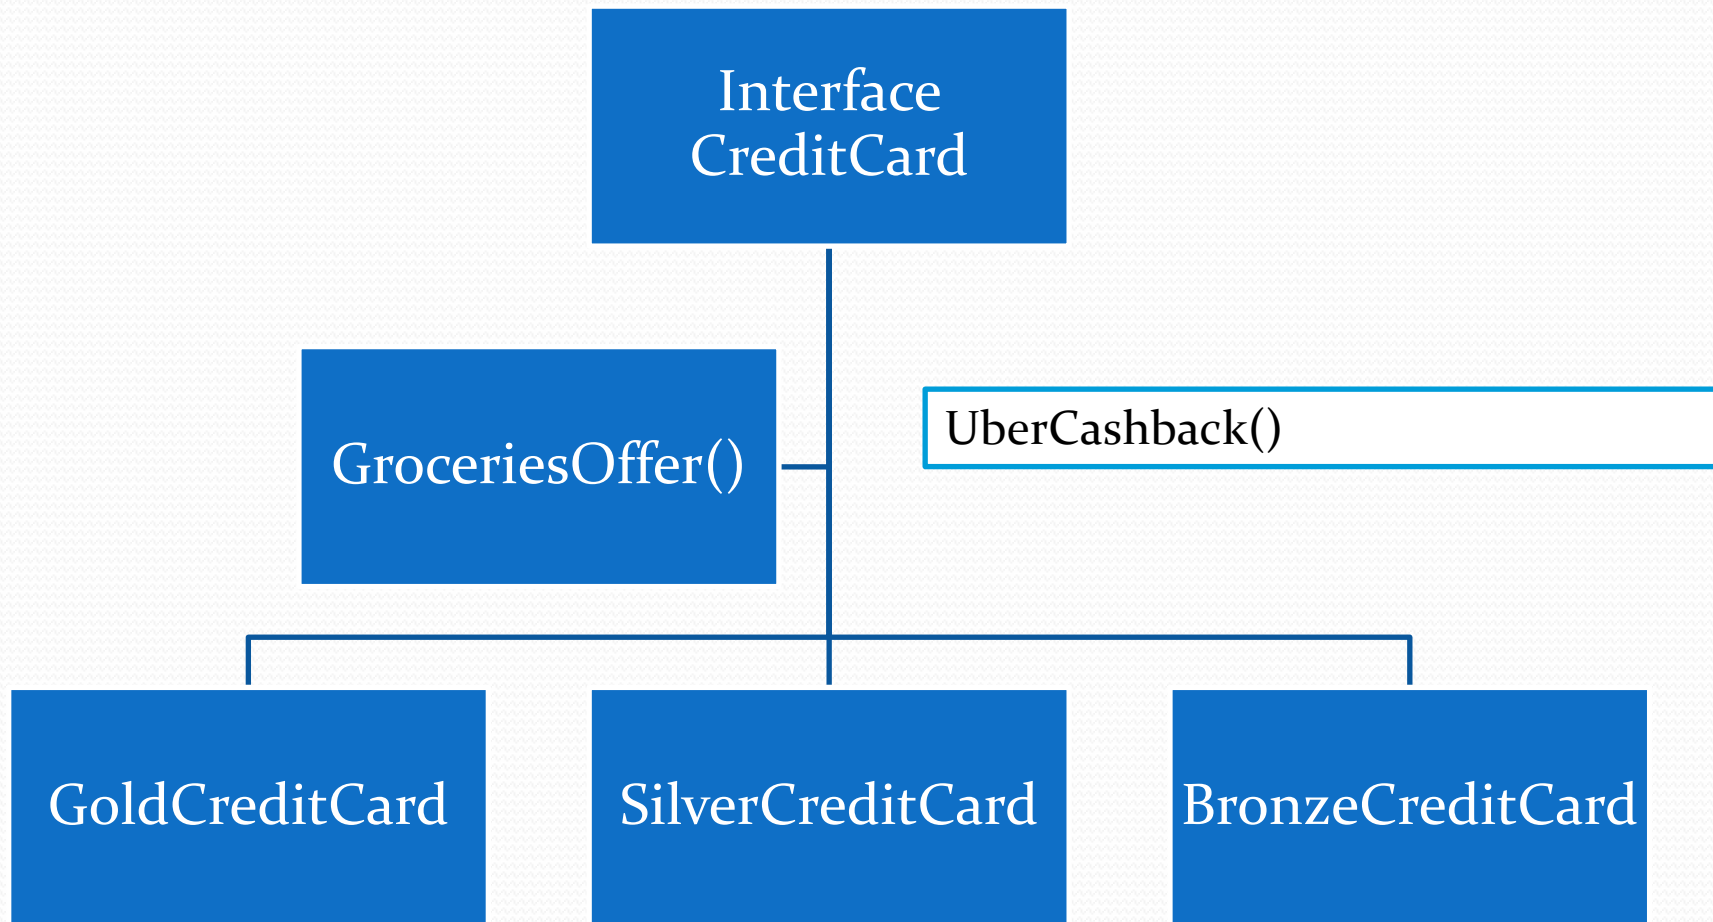 Interface
CreditCard
GroceriesOffer()
UberCashback()
GoldCreditCard
SilverCreditCard
BronzeCreditCard